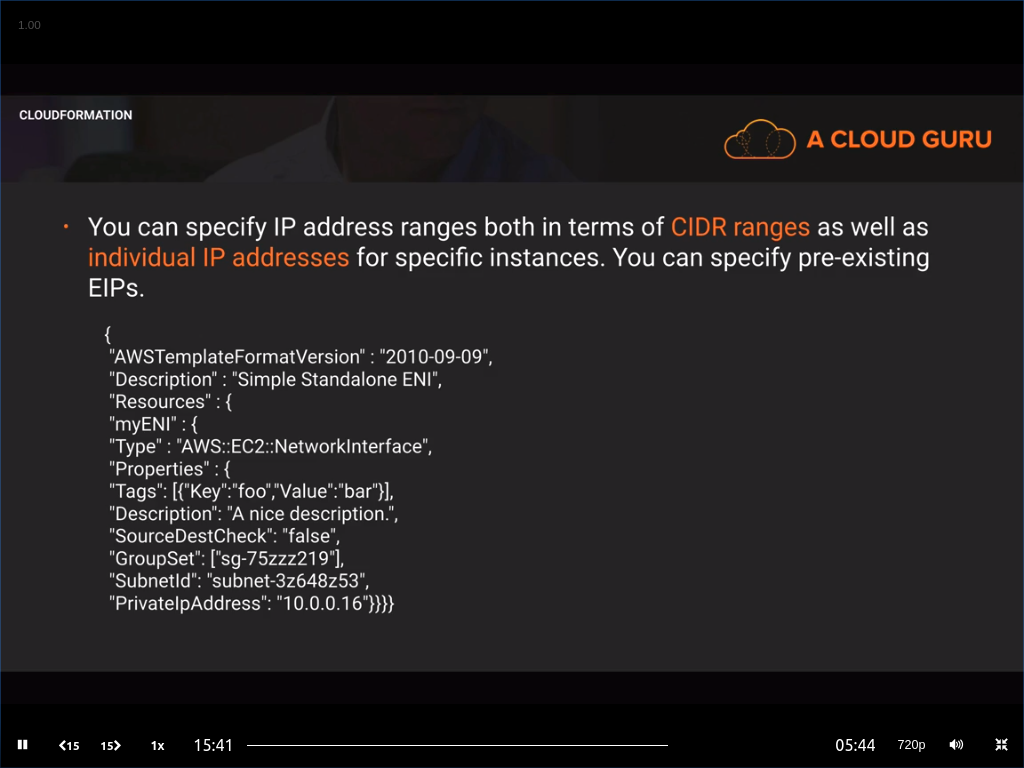 1.00
CLOUDFORMATION
A CLOUD GURU
• You can specify IP address ranges both in terms of CIDR ranges as well as
individual IP addresses for specific instances. You can specify pre-existing
EIPs.
{
"AWSTemplateFormatVersion" : "2010-09-09",
"Description" : "Simple Standalone ENI",
"Resources" : {
"myENI" : {
"Type" : "AWS::EC2::NetworkInterface",
"Properties" : {
"Tags": [{"Key":"foo","Value":"bar"}],
"Description": "A nice description.",
"SourceDestCheck": "false",
"GroupSet": ["sg-75zzz219"],
"SubnetId": "subnet-3z648z53",
"PrivateIpAddress": "10.0.0.16"}}}}
15 15 1x 15:41 05:44 720p